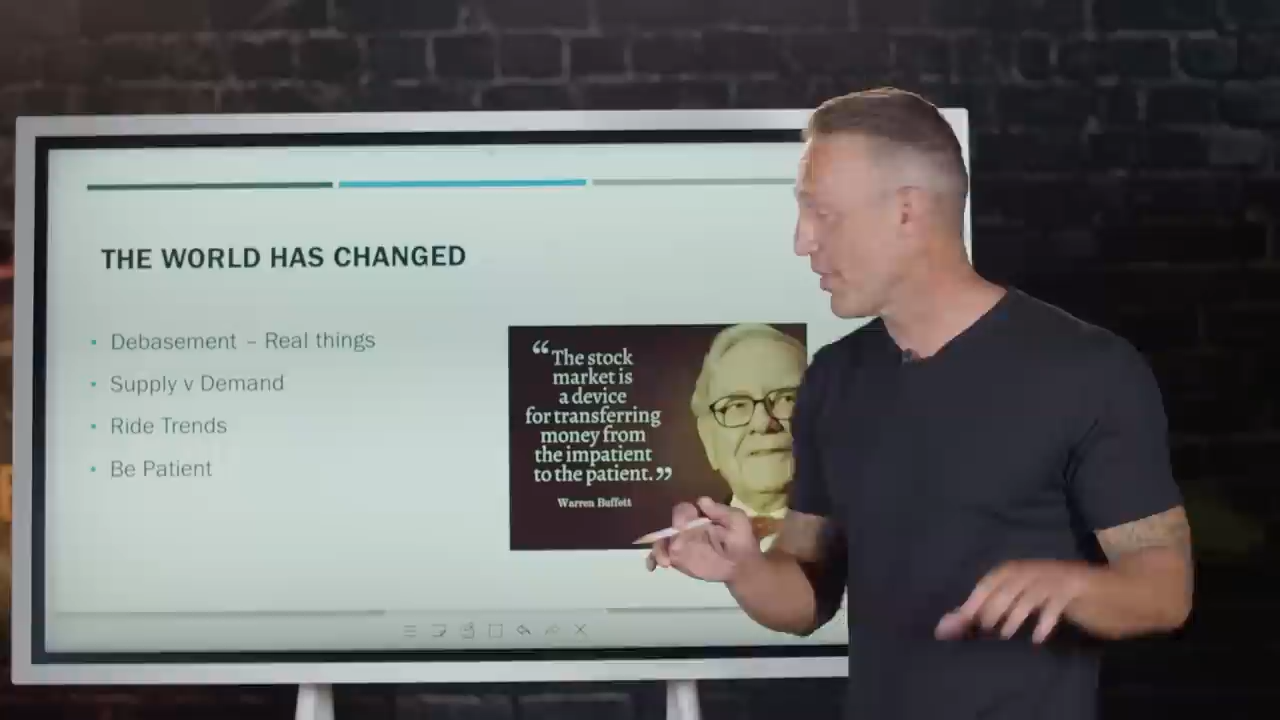 THE WORLD HAS CHANGED
• Debasement – Real things
• Supply v Demand
• Ride Trends
• Be Patient
“The stock
market is
a device
for transferring
money from
the impatient
to the patient.”
Warren Buffett